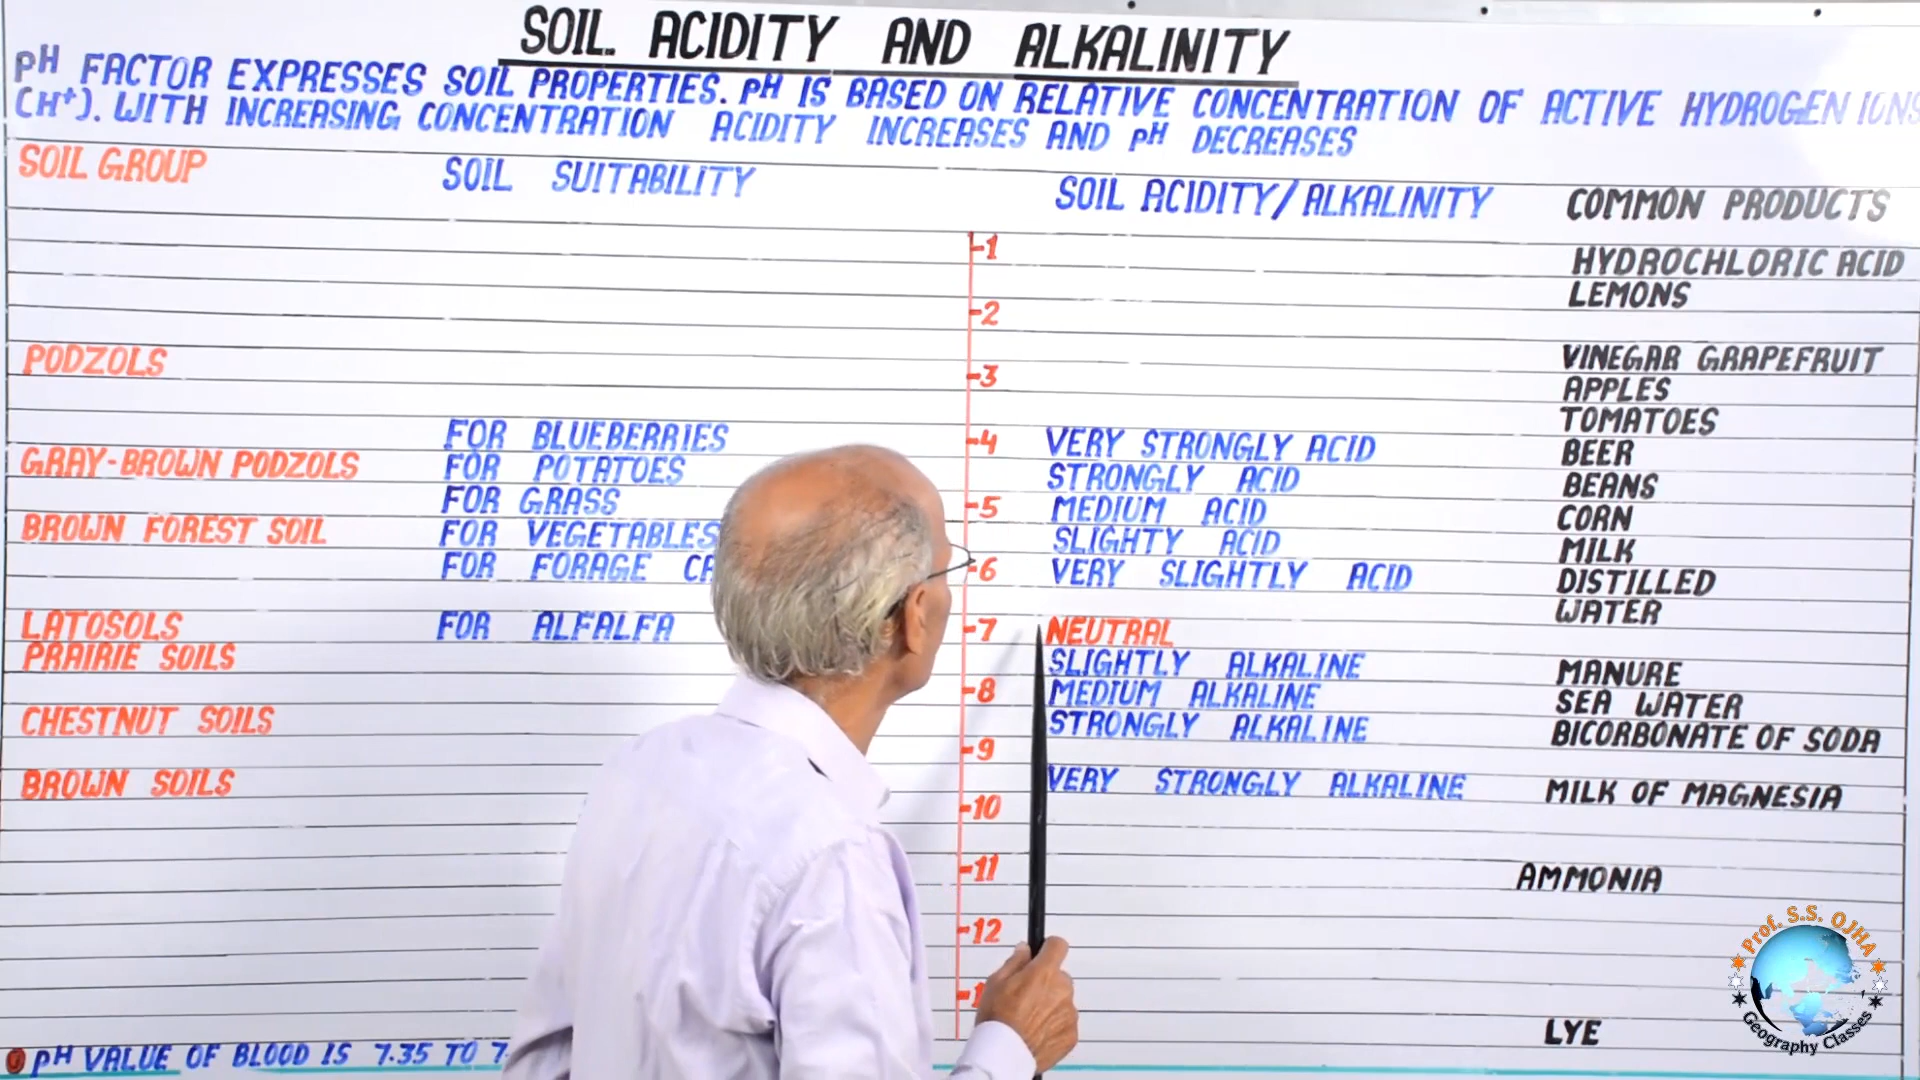 SOIL ACIDITY AND ALKALINITY
pH FACTOR EXPRESSES SOIL PROPERTIES. pH IS BASED ON RELATIVE CONCENTRATION OF ACTIVE HYDROGEN IONS
(H+). WITH INCREASING CONCENTRATION ACIDITY INCREASES AND pH DECREASES
SOIL GROUP
SOIL SUITABILITY
SOIL ACIDITY/ALKALINITY
COMMON PRODUCTS
-1
HYDROCHLORIC ACID
LEMONS
-2
PODZOLS
VINEGAR GRAPEFRUIT
-3
APPLES
TOMATOES
FOR BLUEBERRIES
-4
VERY STRONGLY ACID
BEER
GRAY-BROWN PODZOLS
FOR POTATOES
STRONGLY ACID
BEANS
FOR GRASS
-5
MEDIUM ACID
CORN
BROWN FOREST SOIL
FOR VEGETABLES
SLIGHTY ACID
MILK
FOR FORAGE
-6
VERY SLIGHTLY ACID
DISTILLED
WATER
LATOSOLS
FOR ALFALFA
-7
NEUTRAL
PRAIRIE SOILS
SLIGHTLY ALKALINE
MANURE
-8
MEDIUM ALKALINE
SEA WATER
CHESTNUT SOILS
STRONGLY ALKALINE
BICORBONATE OF SODA
-9
BROWN SOILS
VERY STRONGLY ALKALINE
MILK OF MAGNESIA
-10
-11
AMMONIA
-12
LYE
pH VALUE OF BLOOD IS 7.35 TO
Prof. S.S. OJHA
Geography Classes